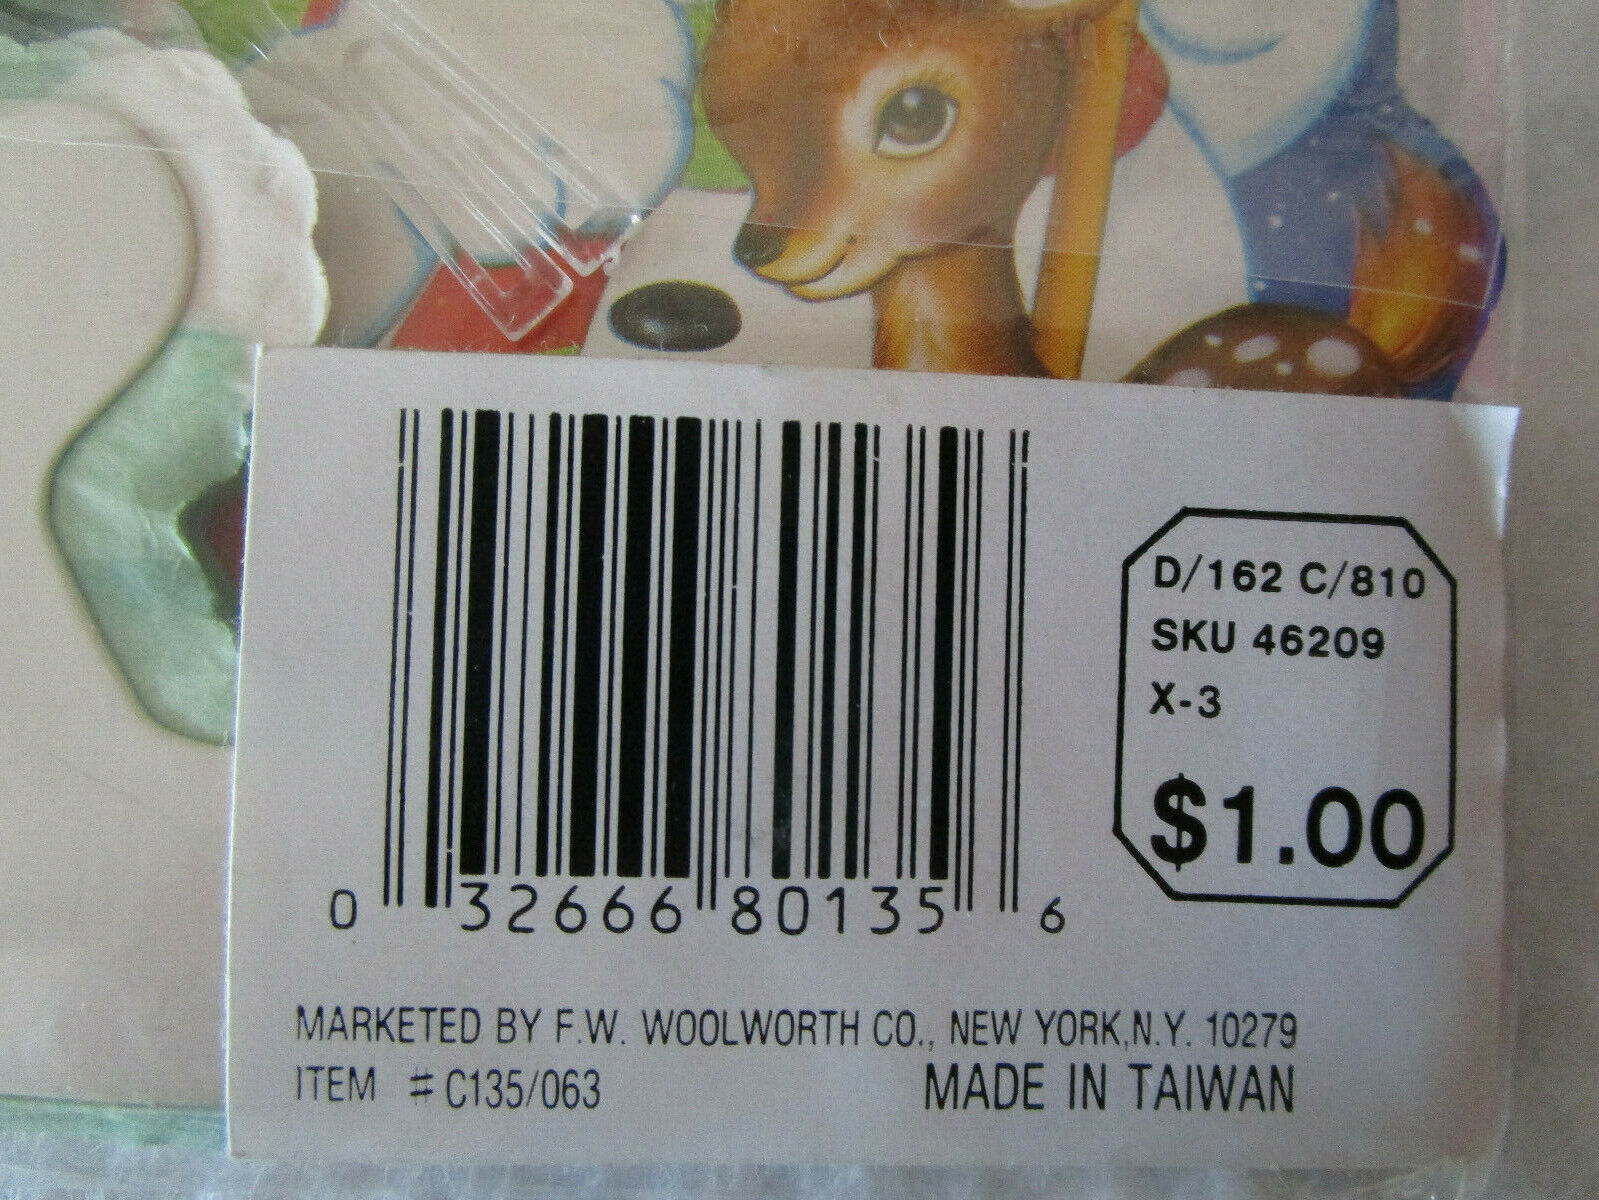 D/162 C/810
SKU 46209
X-3
$1.00
0 32666 80135 6
MARKETED BY F.W. WOOLWORTH CO., NEW YORK,N.Y. 10279
ITEM # C135/063 MADE IN TAIWAN